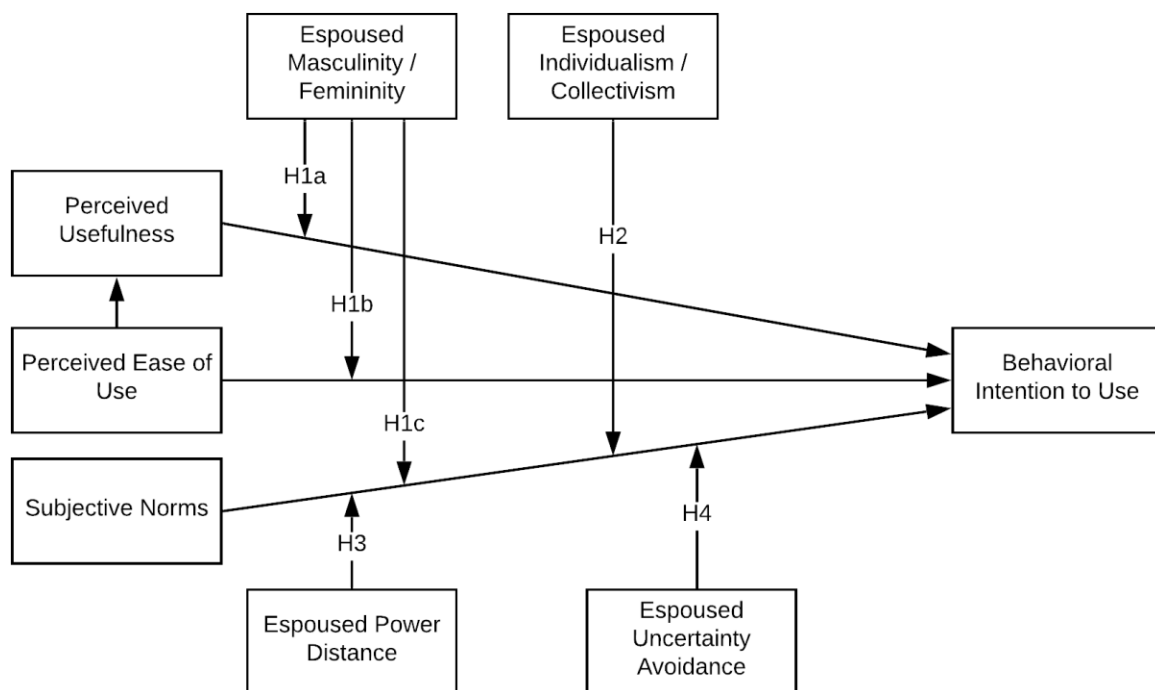 Espoused
Masculinity /
Femininity
Espoused
Individualism /
Collectivism
H1a
Perceived
Usefulness
H2
H1b
Perceived Ease of
Use
Behavioral
Intention to Use
H1c
Subjective Norms
H3
H4
Espoused Power
Distance
Espoused
Uncertainty
Avoidance